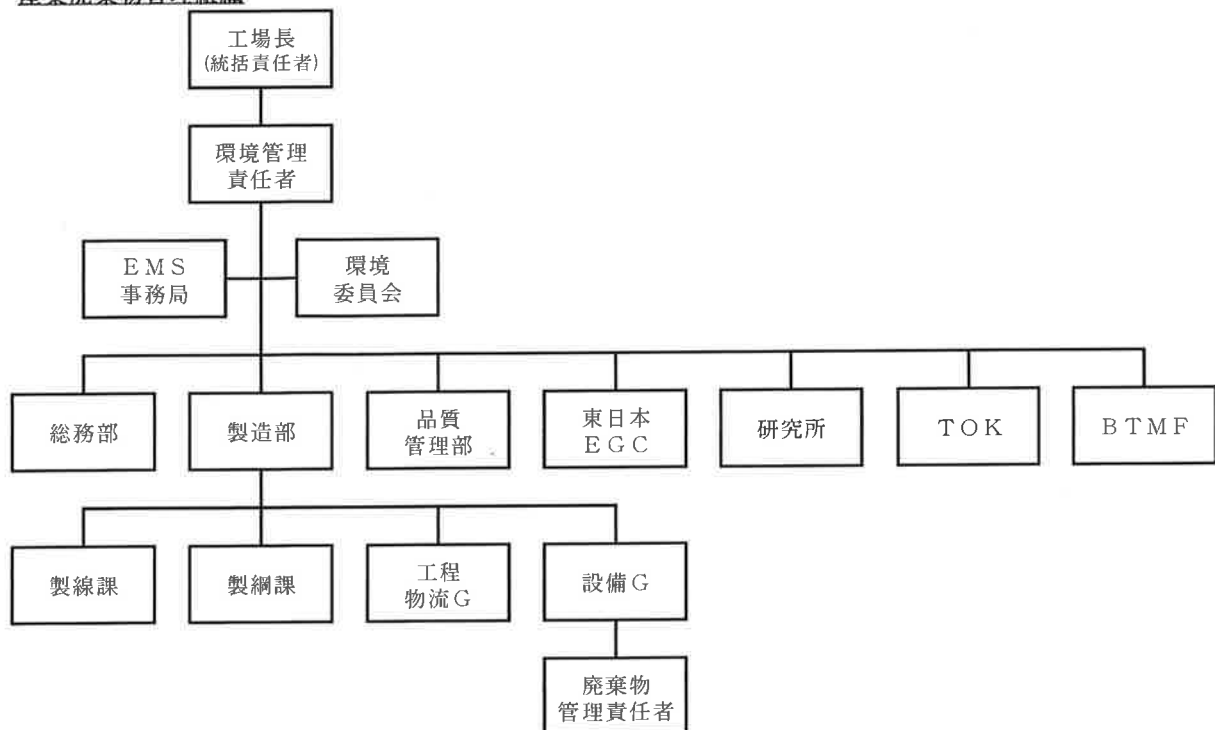 工場長
(統括責任者)
環境管理
責任者
EMS
事務局
環境
委員会
総務部
製造部
品質
管理部
東日本
EGC
研究所
TOK
BTMF
製線課
製綱課
工程
物流G
設備G
廃棄物
管理責任者